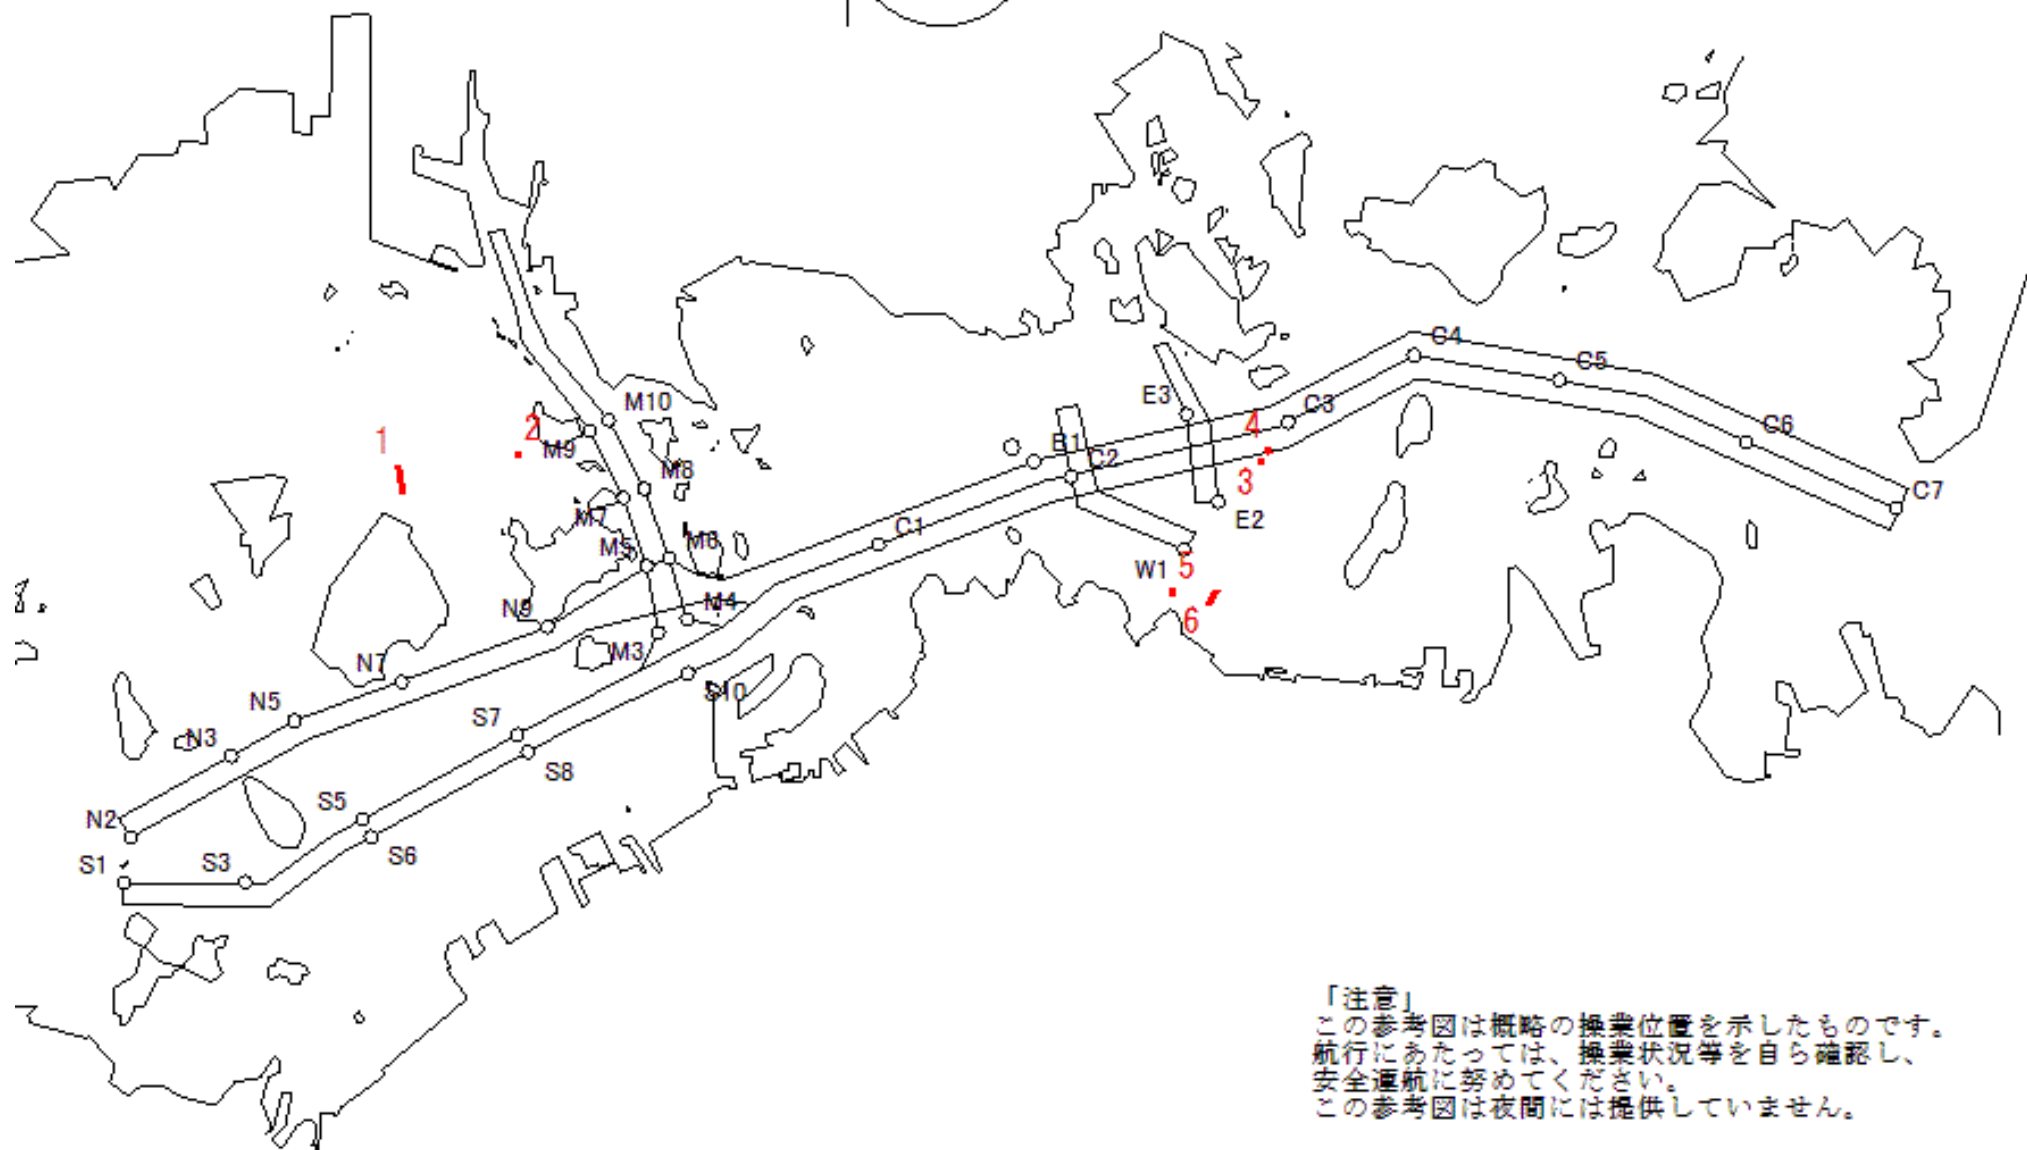 C4
C5
E3
M10
C3
1
2
4
C6
M9
B1
C2
M8
3
C7
M7
E2
C1
M5
M6
W1
5
N9
M4
6
M3
N7
S10
N5
S7
N3
S8
S5
N2
S6
S1
S3
「注意」
この参考図は概略の操業位置を示したものです。
航行にあたっては、操業状況等を自ら確認し、
安全運航に努めてください。
この参考図は夜間には提供していません。